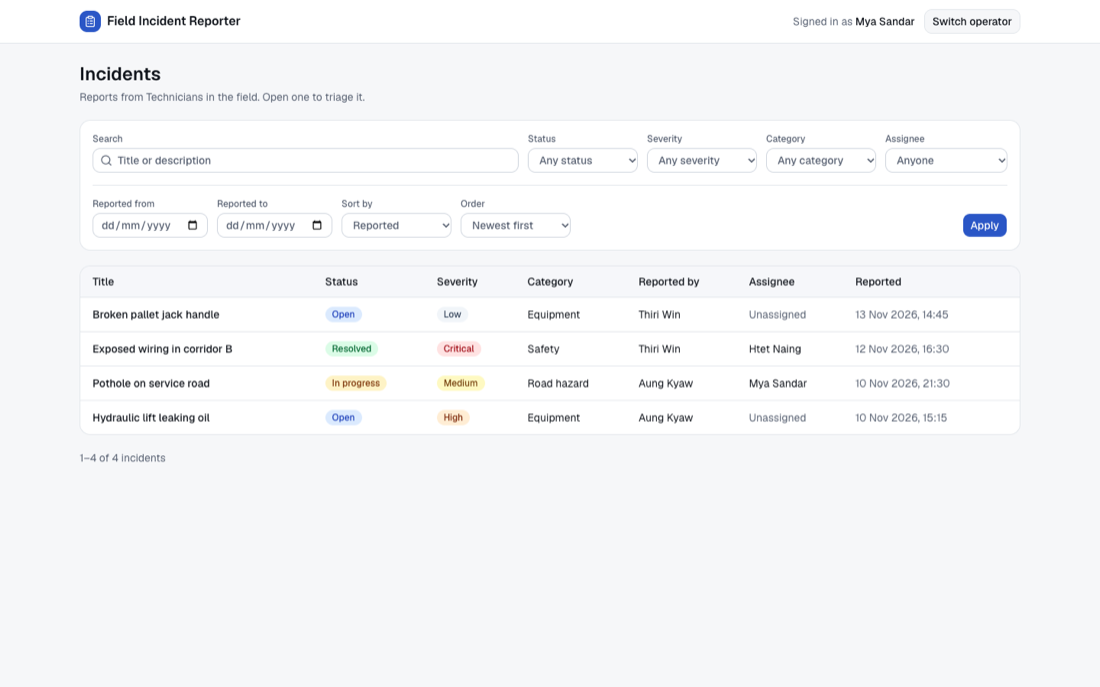 Field Incident Reporter
Signed in as Mya Sandar
Switch operator
Incidents
Reports from Technicians in the field. Open one to triage it.
Search Status Severity Category Assignee
Title or description Any status Any severity Any category Anyone
Reported from Reported to Sort by Order
dd/mm/yyyy dd/mm/yyyy Reported Newest first Apply
Title Status Severity Category Reported by Assignee Reported
Broken pallet jack handle Open Low Equipment Thiri Win Unassigned 13 Nov 2026, 14:45
Exposed wiring in corridor B Resolved Critical Safety Thiri Win Htet Naing 12 Nov 2026, 16:30
Pothole on service road In progress Medium Road hazard Aung Kyaw Mya Sandar 10 Nov 2026, 21:30
Hydraulic lift leaking oil Open High Equipment Aung Kyaw Unassigned 10 Nov 2026, 15:15
1–4 of 4 incidents